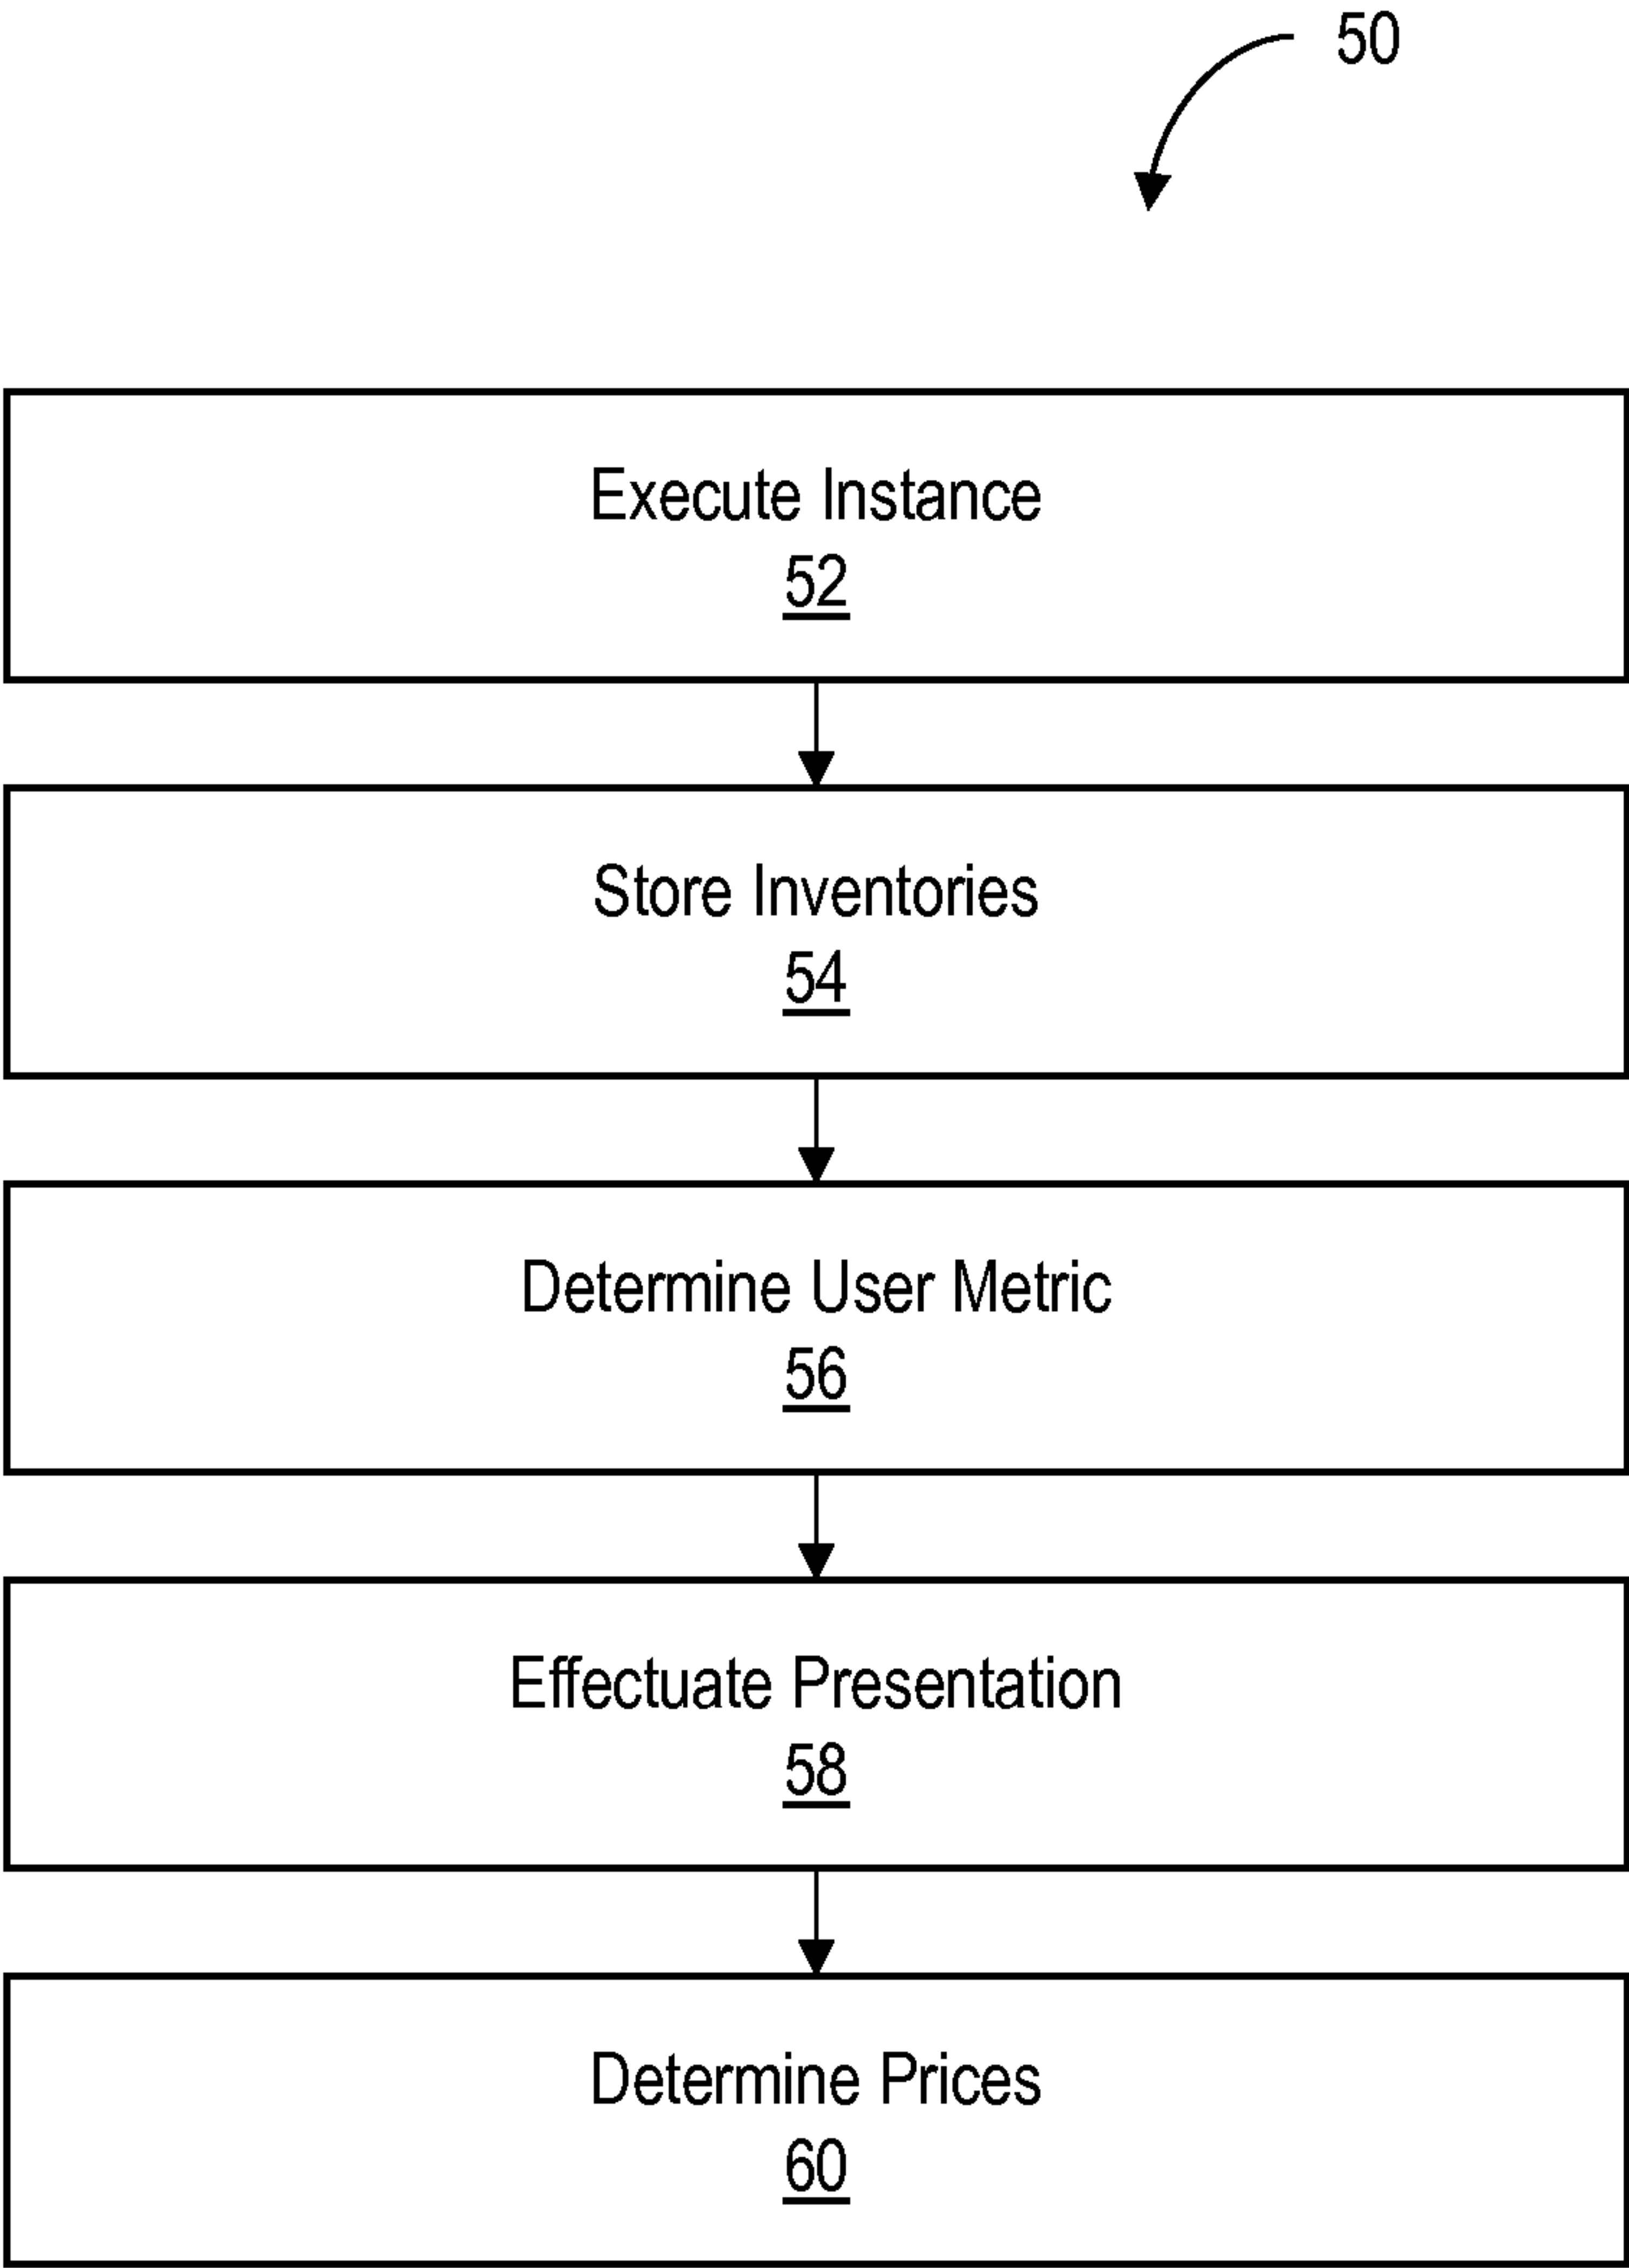 50
Execute Instance
52
Store Inventories
54
Determine User Metric
56
Effectuate Presentation
58
Determine Prices
60